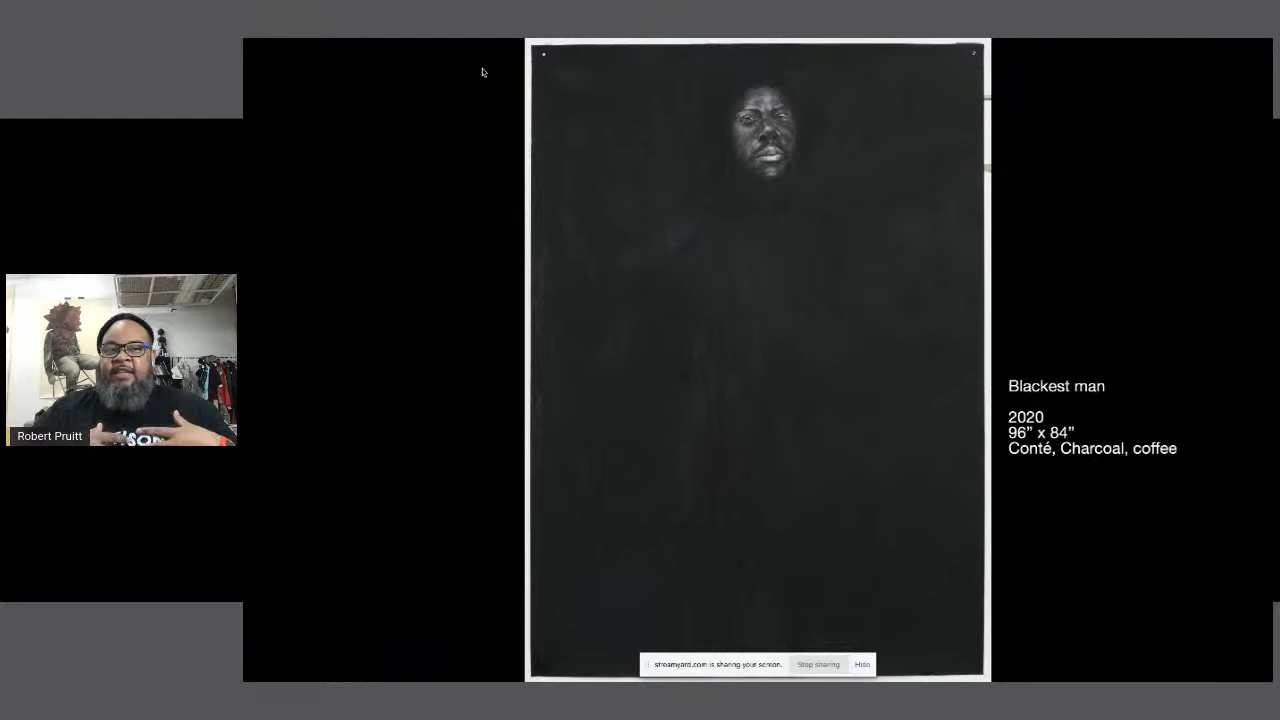 Blackest man
2020
96” x 84”
Conté, Charcoal, coffee
Robert Pruitt
streamyard.com is sharing your screen.
Stop sharing
Hide